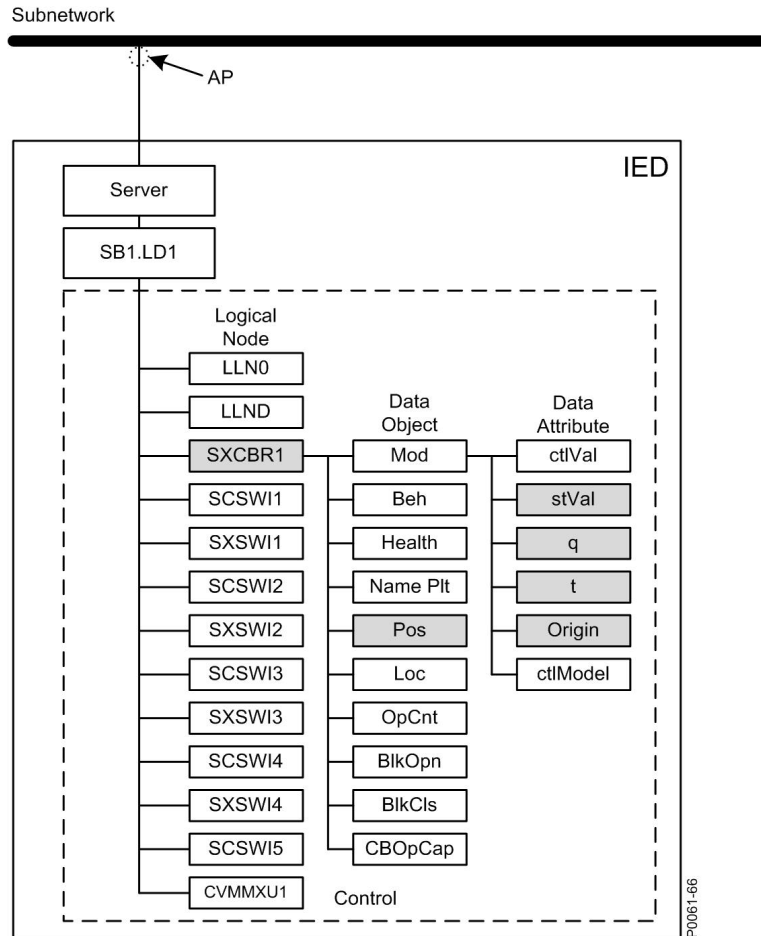 Subnetwork
AP
IED
Server
SB1.LD1
Logical
Node
LLN0
LLND
Data
Object
Data
Attribute
SXCBR1
Mod
ctlVal
SCSWI1
Beh
stVal
SXSWI1
Health
q
SCSWI2
Name Plt
t
SXSWI2
Pos
Origin
SCSWI3
Loc
ctlModel
SXSWI3
OpCnt
SCSWI4
BlkOpn
SXSWI4
BlkCls
SCSWI5
CBOpCap
CVMMXU1
Control
P0061-66